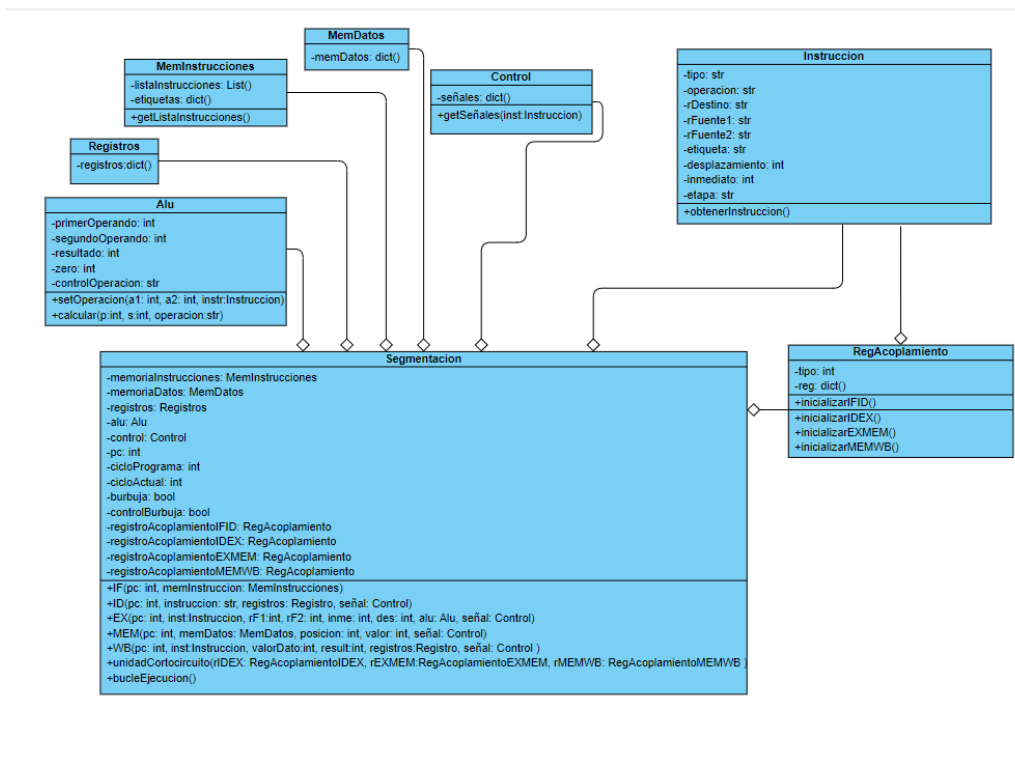 MemDatos
-memDatos: dict()
MemInstrucciones
-listaInstrucciones: List()
-etiquetas: dict()
+getListaInstrucciones()
Control
-señales: dict()
+getSeñales(inst:Instruccion)
Instruccion
-tipo: str
-operacion: str
-rDestino: str
-rFuente1: str
-rFuente2: str
-etiqueta: str
-desplazamiento: int
-inmediato: int
-etapa: str
+obtenerInstruccion()
Registros
-registros:dict()
Alu
-primerOperando: int
-segundoOperando: int
-resultado: int
-zero: int
-controlOperacion: str
+setOperacion(a1: int, a2: int, instr:Instruccion)
+calcular(p:int, s:int, operacion:str)
Segmentacion
-memoriaInstrucciones: MemInstrucciones
-memoriaDatos: MemDatos
-registros: Registros
-alu: Alu
-control: Control
-pc: int
-cicloPrograma: int
-cicloActual: int
-burbuja: bool
-controlBurbuja: bool
-registroAcoplamientoIFID: RegAcoplamiento
-registroAcoplamientoIDEX: RegAcoplamiento
-registroAcoplamientoEXMEM: RegAcoplamiento
-registroAcoplamientoMEMWB: RegAcoplamiento
+IF(pc: int, memInstruccion: MemInstrucciones)
+ID(pc: int, instruccion: str, registros: Registro, señal: Control)
+EX(pc: int, inst:Instruccion, rF1:int, rF2: int, inme: int, des: int, alu: Alu, señal: Control)
+MEM(pc: int, memDatos: MemDatos, posicion: int, valor: int, señal: Control)
+WB(pc: int, inst:Instruccion, valorDato:int, result:int, registros:Registro, señal: Control )
+unidadCortocircuito(rIDEX: RegAcoplamientoIDEX, rEXMEM:RegAcoplamientoEXMEM, rMEMWB: RegAcoplamientoMEMWB )
+bucleEjecucion()
RegAcoplamiento
-tipo: int
-reg: dict()
+inicializarIFID()
+inicializarIDEX()
+inicializarEXMEM()
+inicializarMEMWB()